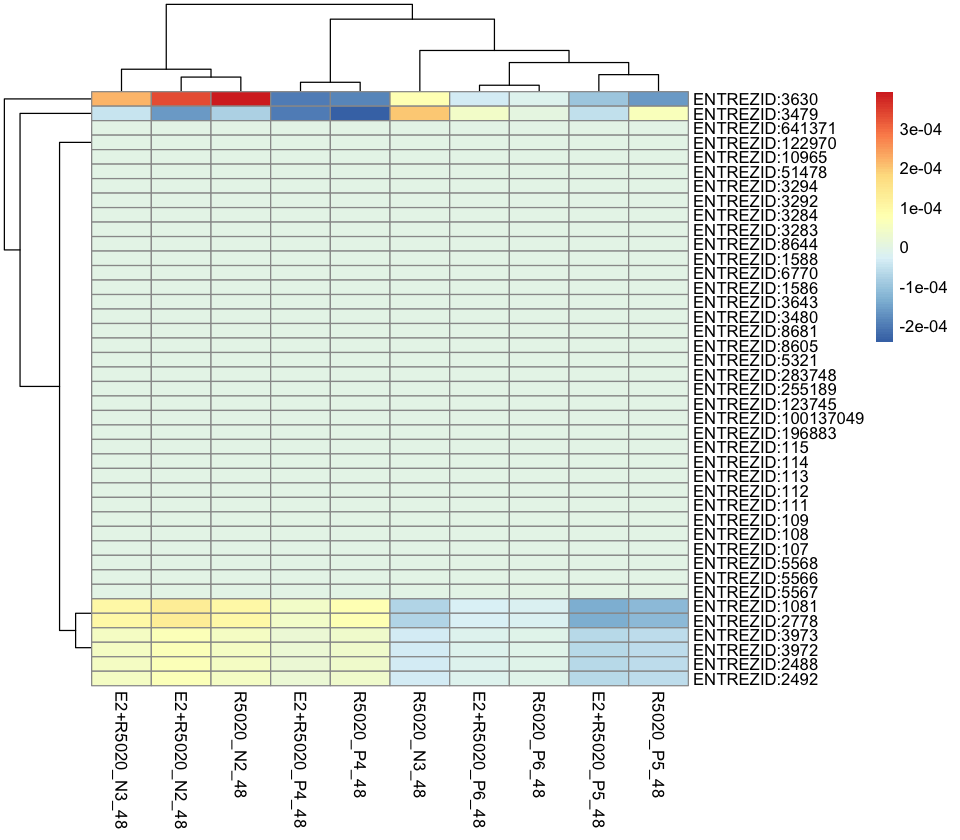 ENTREZID:3630
ENTREZID:3479
ENTREZID:641371
ENTREZID:122970
ENTREZID:10965
ENTREZID:51478
ENTREZID:3294
ENTREZID:3292
ENTREZID:3284
ENTREZID:3283
ENTREZID:8644
ENTREZID:1588
ENTREZID:6770
ENTREZID:1586
ENTREZID:3643
ENTREZID:3480
ENTREZID:8681
ENTREZID:8605
ENTREZID:5321
ENTREZID:283748
ENTREZID:255189
ENTREZID:123745
ENTREZID:100137049
ENTREZID:196883
ENTREZID:115
ENTREZID:114
ENTREZID:113
ENTREZID:112
ENTREZID:111
ENTREZID:109
ENTREZID:108
ENTREZID:107
ENTREZID:5568
ENTREZID:5566
ENTREZID:5567
ENTREZID:1081
ENTREZID:2778
ENTREZID:3973
ENTREZID:3972
ENTREZID:2488
ENTREZID:2492
3e-04
2e-04
1e-04
0
-1e-04
-2e-04
E2+R5020_N3_48
E2+R5020_N2_48
R5020_N2_48
E2+R5020_P4_48
R5020_P4_48
R5020_N3_48
E2+R5020_P6_48
R5020_P6_48
E2+R5020_P5_48
R5020_P5_48